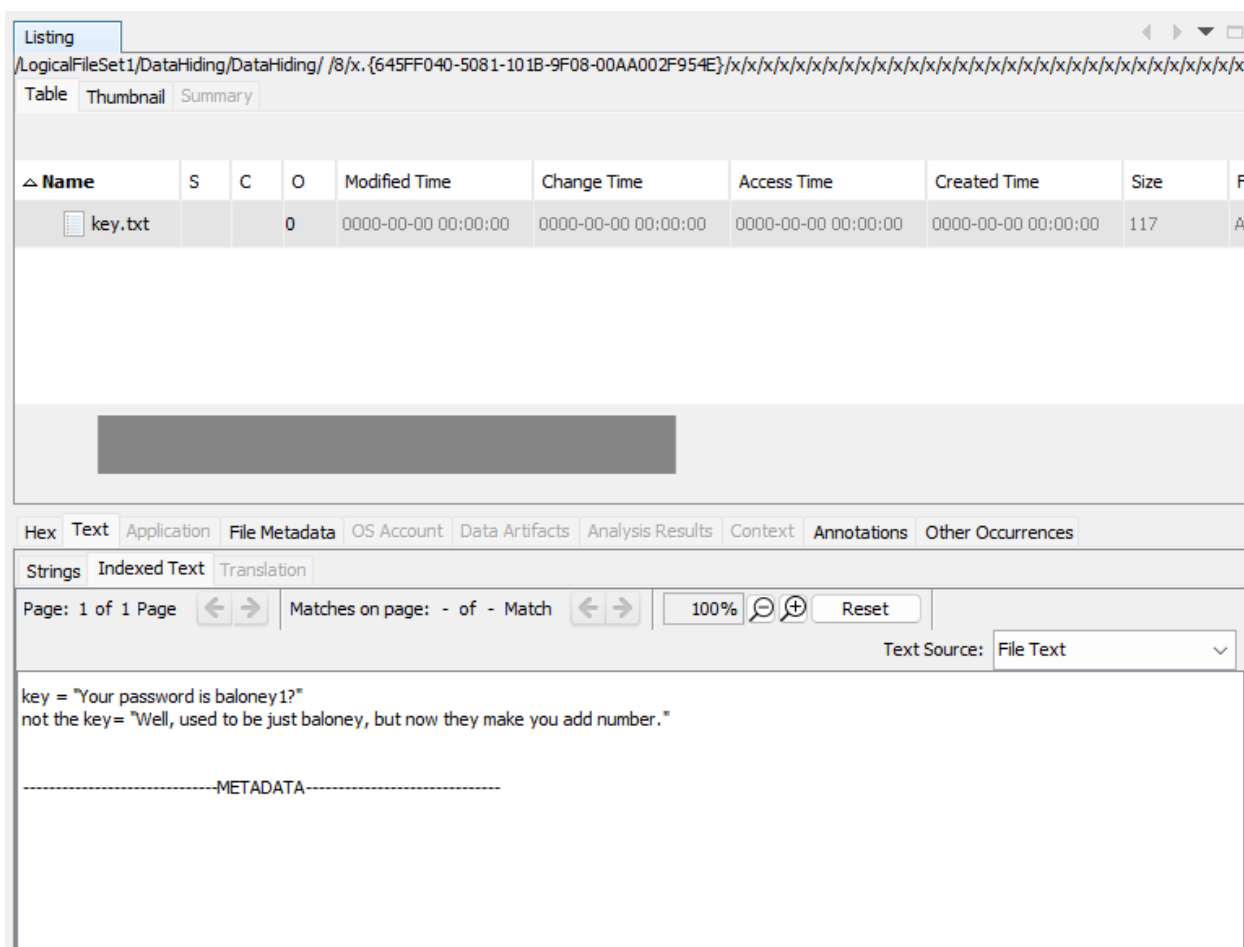 Listing
/LogicalFileSet1/DataHiding/DataHiding/ /8/x.{645FF040-5081-101B-9F08-00AA002F954E}/x/x/x/x/x/x/x/x/x/x/x/x/x/x/x/x/x/x/x/x/x/x/x/x/x/x/x/x/x/x/x/x
Table Thumbnail Summary
Name S C O Modified Time Change Time Access Time Created Time Size F
key.txt 0 0000-00-00 00:00:00 0000-00-00 00:00:00 0000-00-00 00:00:00 0000-00-00 00:00:00 117 A
Hex Text Application File Metadata OS Account Data Artifacts Analysis Results Context Annotations Other Occurrences
Strings Indexed Text Translation
Page: 1 of 1 Page Matches on page: - of - Match 100% Reset
Text Source: File Text
key = "Your password is baloney1?"
not the key= "Well, used to be just baloney, but now they make you add number."
------------------------------METADATA------------------------------